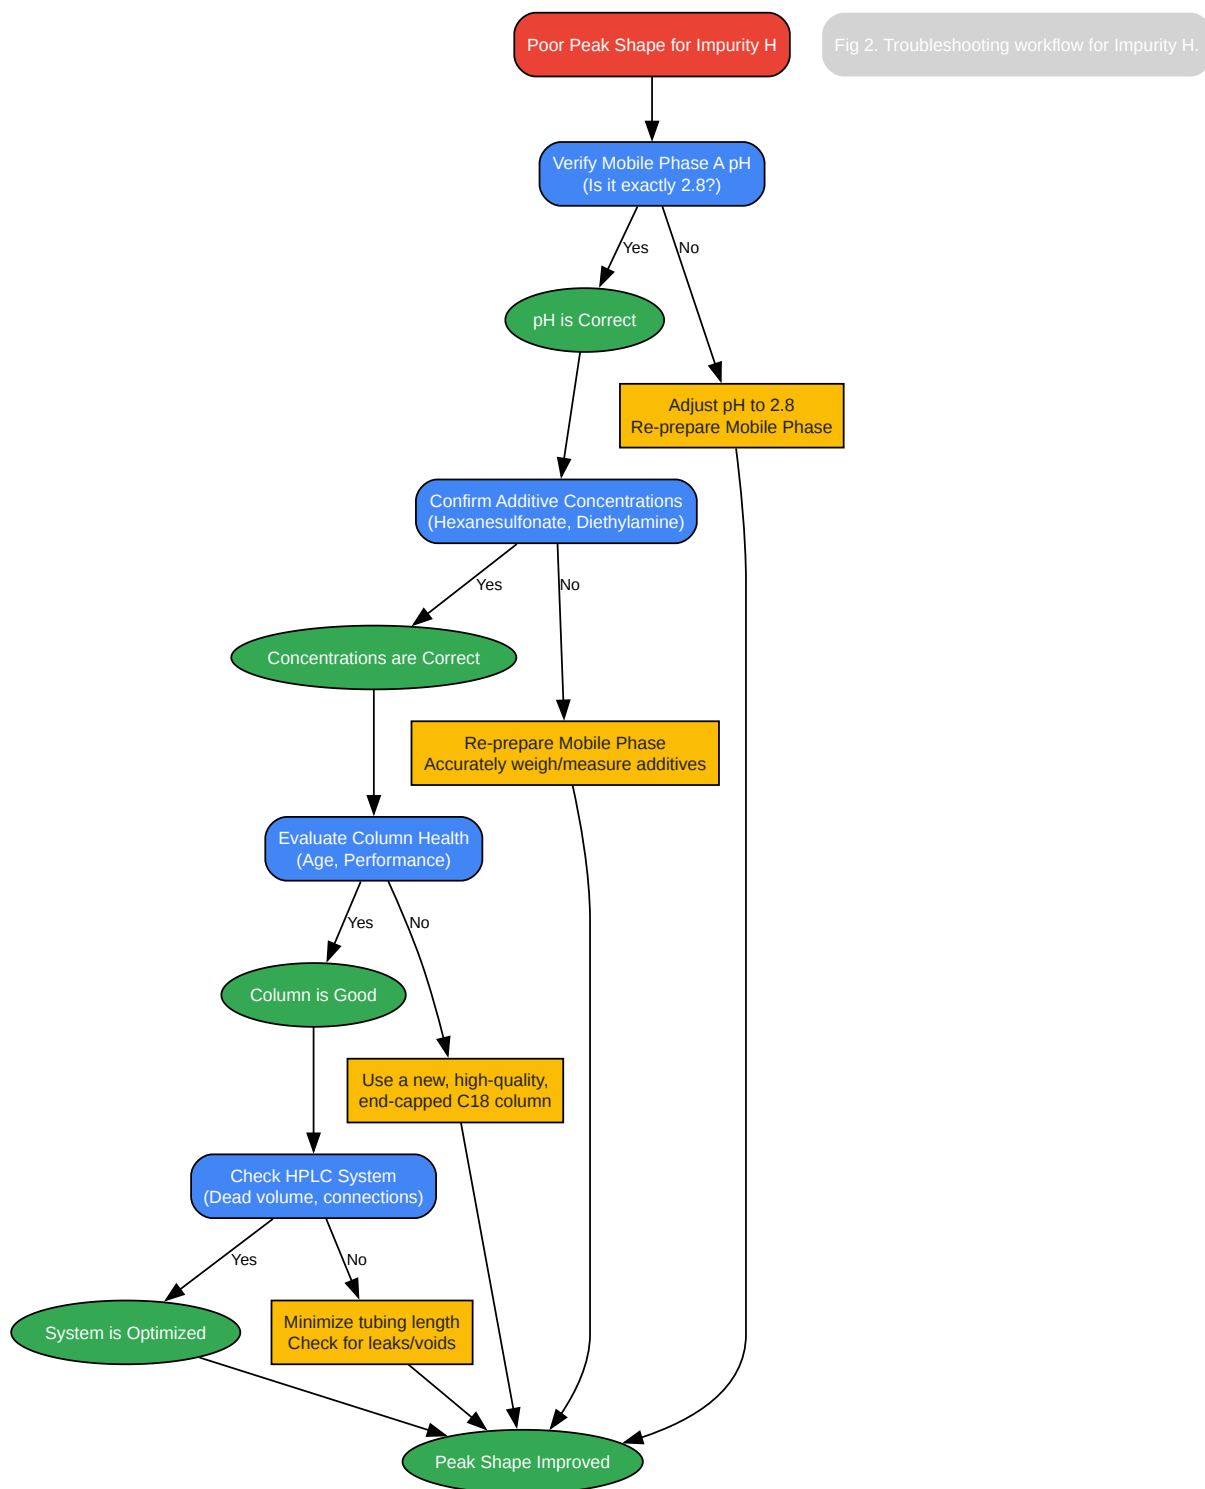 Poor Peak Shape for Impurity H
Fig 2. Troubleshooting workflow for Impurity H.
Verify Mobile Phase A pH
(Is it exactly 2.8?)
Yes
No
pH is Correct
Adjust pH to 2.8
Re-prepare Mobile Phase
Confirm Additive Concentrations
(Hexanesulfonate, Diethylamine)
Yes
No
Concentrations are Correct
Re-prepare Mobile Phase
Accurately weigh/measure additives
Evaluate Column Health
(Age, Performance)
Yes
No
Column is Good
Use a new, high-quality,
end-capped C18 column
Check HPLC System
(Dead volume, connections)
Yes
No
System is Optimized
Minimize tubing length
Check for leaks/voids
Peak Shape Improved